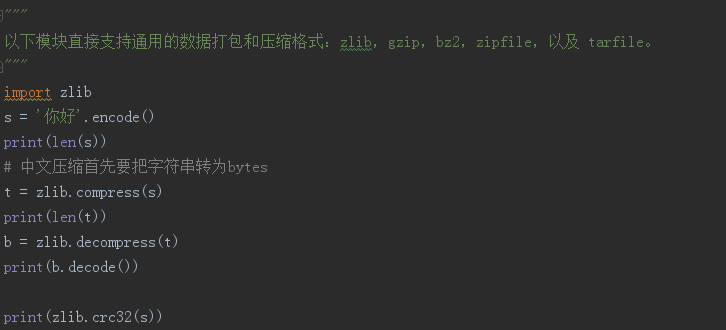 """
以下模块直接支持通用的数据打包和压缩格式：zlib, gzip, bz2, zipfile, 以及 tarfile。
"""
import zlib
s = '你好'.encode()
print(len(s))
# 中文压缩首先要把字符串转为bytes
t = zlib.compress(s)
print(len(t))
b = zlib.decompress(t)
print(b.decode())
print(zlib.crc32(s))